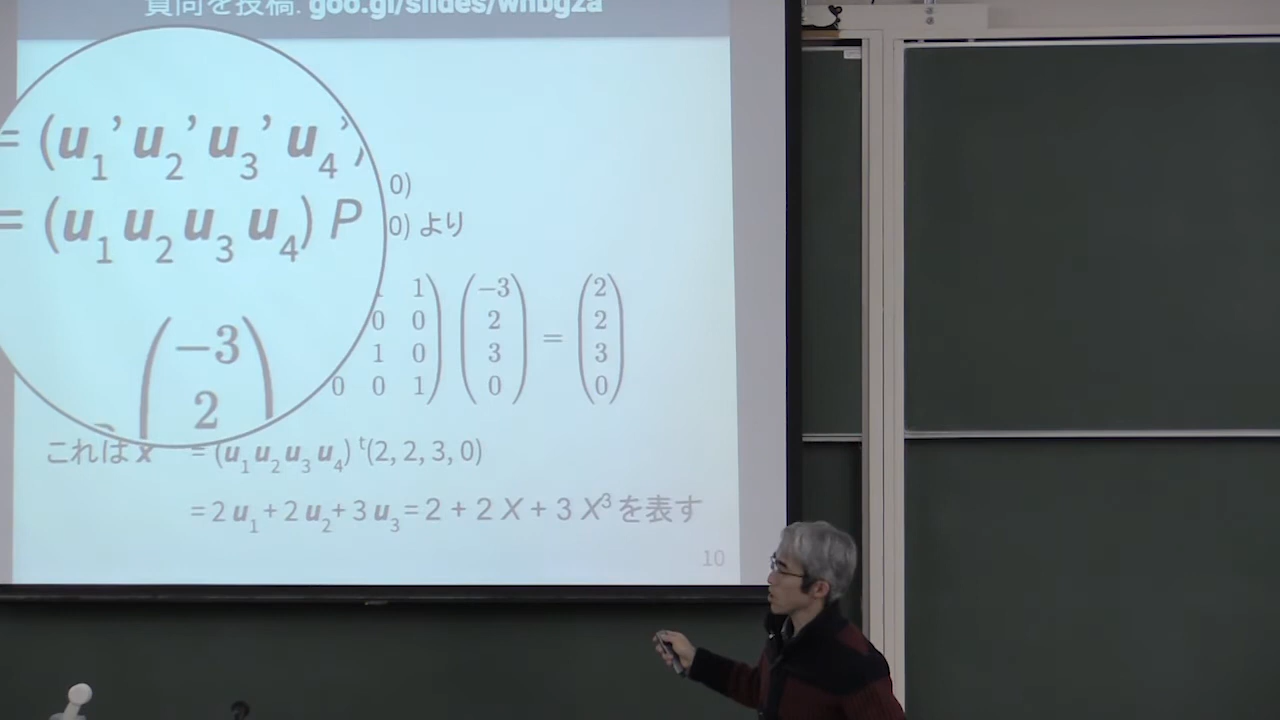 質問を投稿: goo.gl/slides/wnbgza
= (u₁' u₂' u₃' u₄')
0)
= (u₁ u₂ u₃ u₄) P
0) より
1 −3 2
0 0 2 = 2
1 0 3 3
0 0 1 0 0
−3
2
これは x = (u₁ u₂ u₃ u₄) ᵗ(2, 2, 3, 0)
= 2 u₁ + 2 u₂ + 3 u₃ = 2 + 2 X + 3 X³ を表す
10